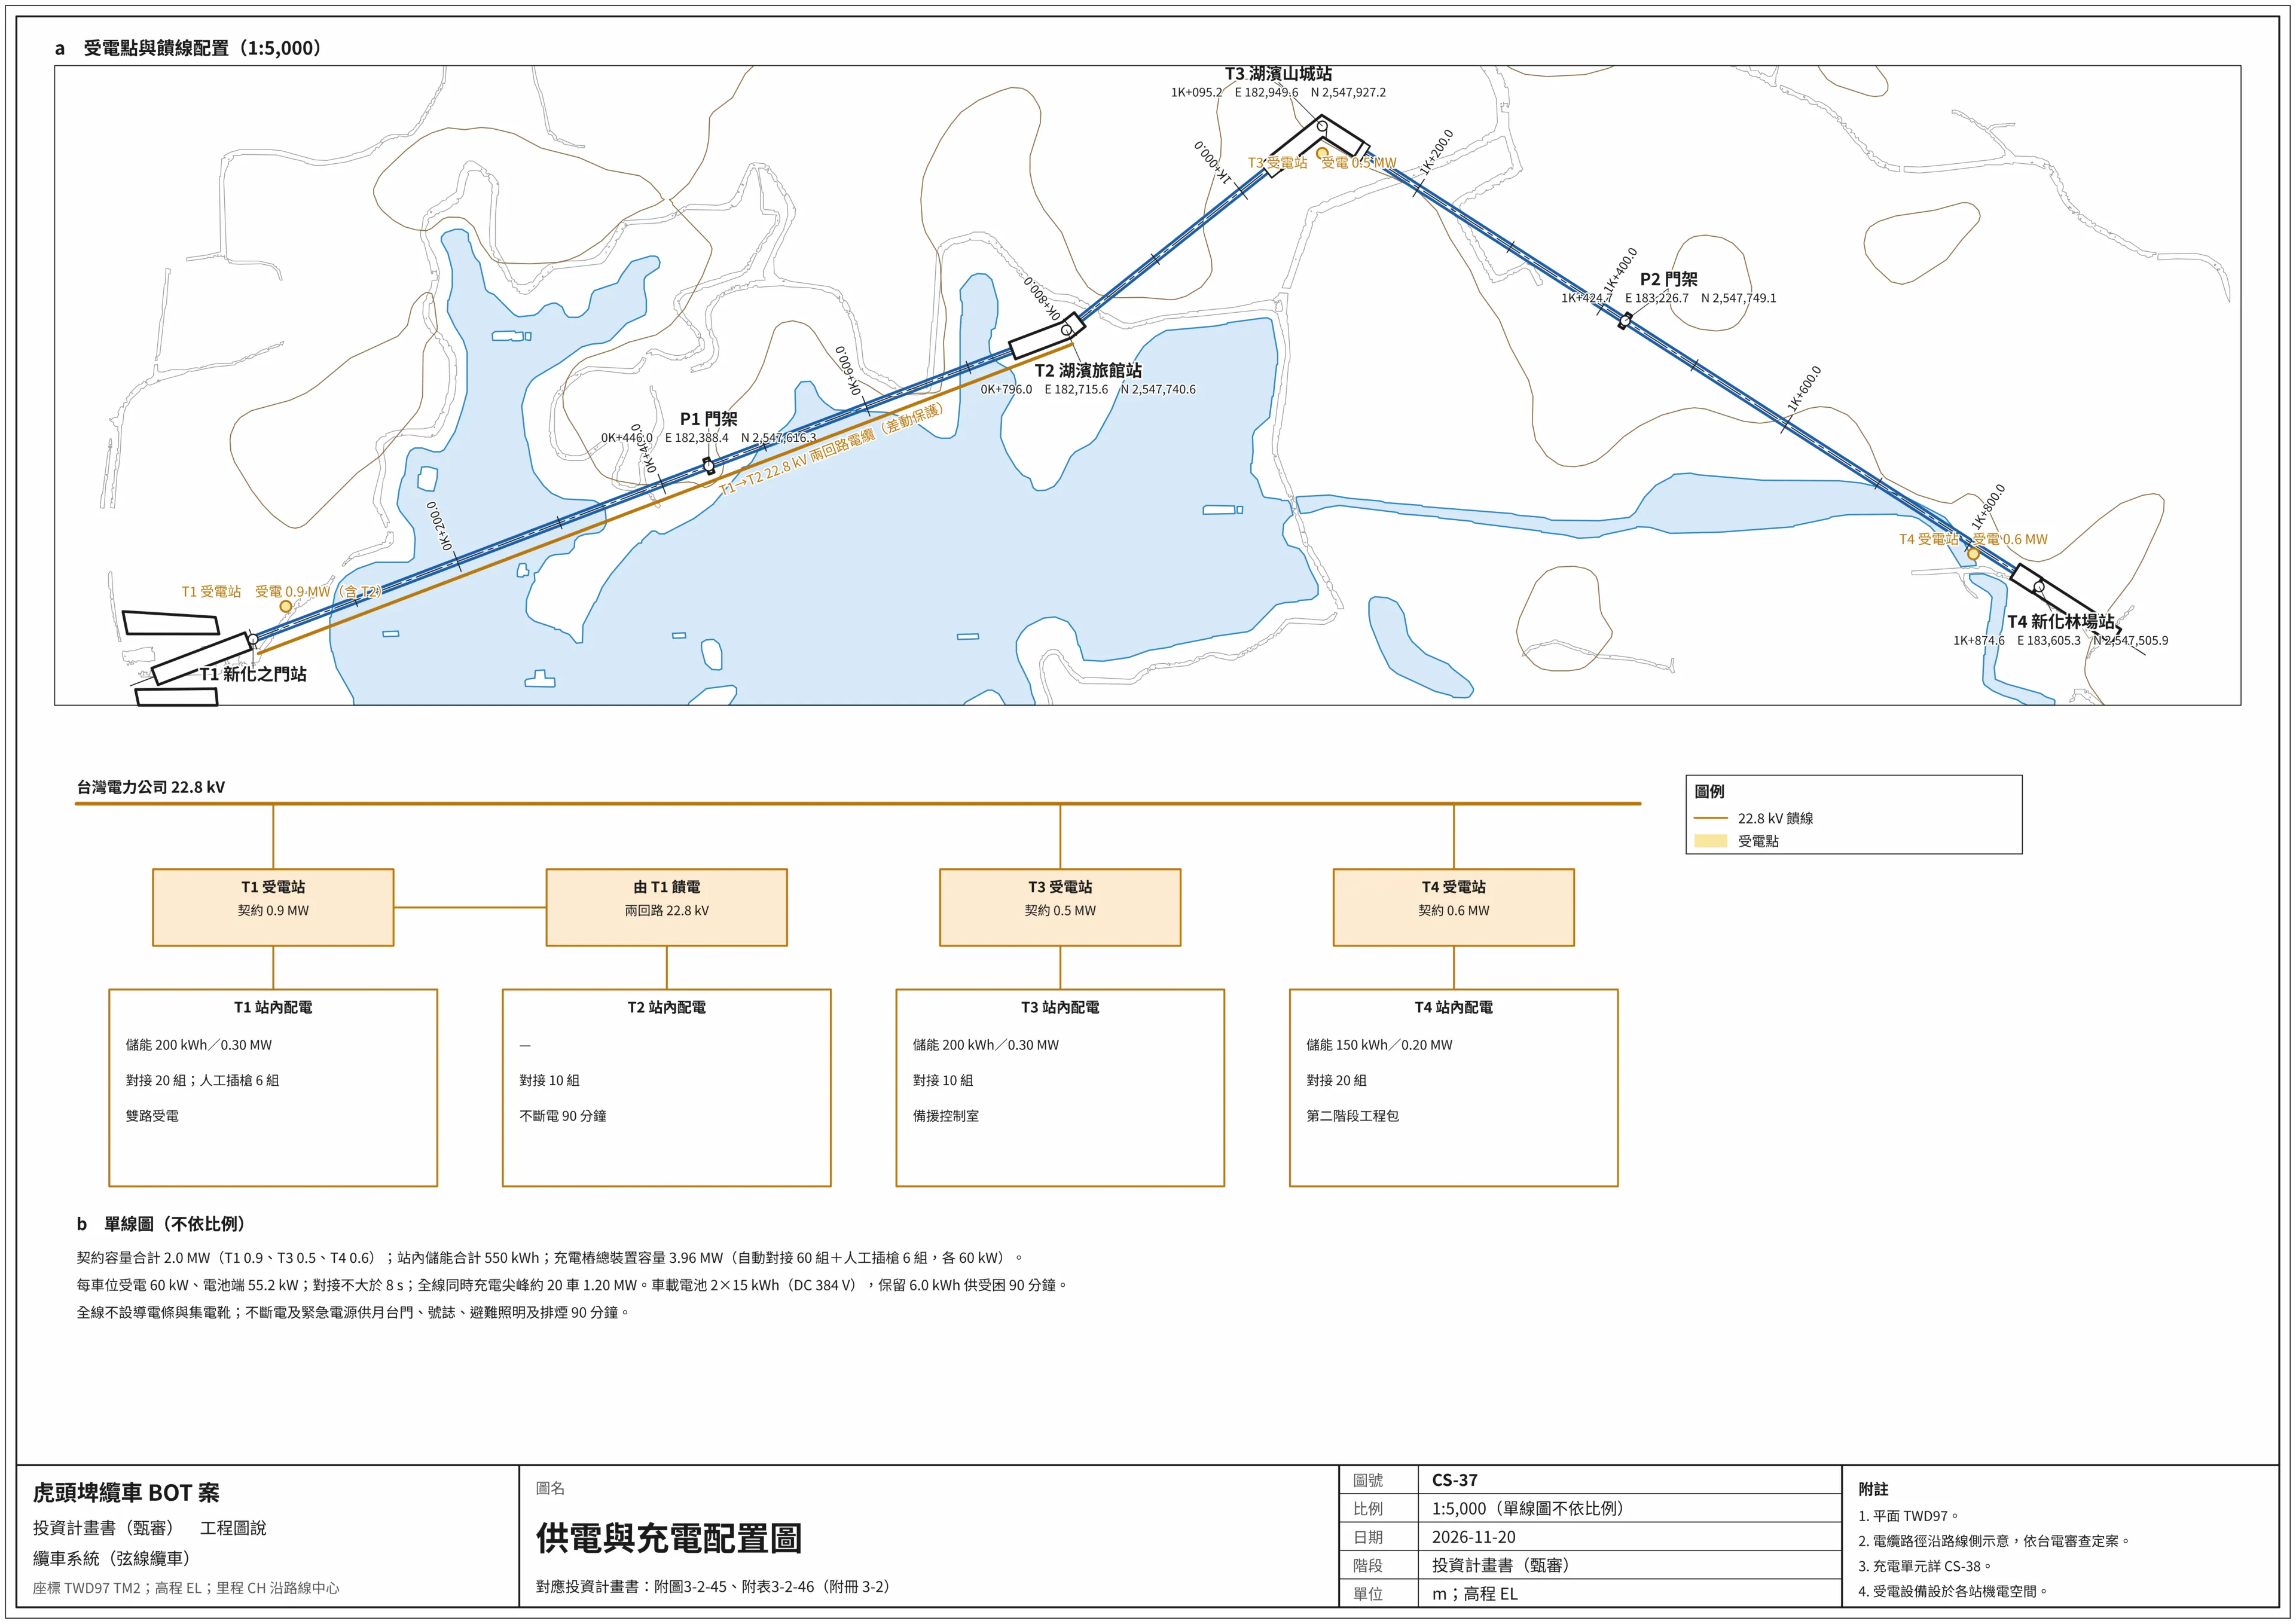 a 受電點與饋線配置（1:5,000）
T3 湖濱山城站
1K+095.2 E 182,949.6 N 2,547,927.2
1K+000.0
T3 受電站 受電 0.5 MW
1K+200.0
1K+400.0
P2 門架
1K+424.7 E 183,226.7 N 2,547,749.1
0K+800.0
T2 湖濱旅館站
0K+796.0 E 182,715.6 N 2,547,740.6
0K+600.0
1K+600.0
P1 門架
0K+446.0 E 182,388.4 N 2,547,616.3
0K+400.0
T1→T2 22.8 kV 兩回路電纜（差動保護）
0K+200.0
1K+800.0
T4 受電站 受電 0.6 MW
T1 受電站 受電 0.9 MW（含 T2）
T4 新化林場站
1K+874.6 E 183,605.3 N 2,547,505.9
T1 新化之門站
台灣電力公司 22.8 kV
圖例
22.8 kV 饋線
受電點
T1 受電站
契約 0.9 MW
由 T1 饋電
兩回路 22.8 kV
T3 受電站
契約 0.5 MW
T4 受電站
契約 0.6 MW
T1 站內配電
儲能 200 kWh／0.30 MW
對接 20 組；人工插槍 6 組
雙路受電
T2 站內配電
—
對接 10 組
不斷電 90 分鐘
T3 站內配電
儲能 200 kWh／0.30 MW
對接 10 組
備援控制室
T4 站內配電
儲能 150 kWh／0.20 MW
對接 20 組
第二階段工程包
b 單線圖（不依比例）
契約容量合計 2.0 MW（T1 0.9、T3 0.5、T4 0.6）；站內儲能合計 550 kWh；充電樁總裝置容量 3.96 MW（自動對接 60 組＋人工插槍 6 組，各 60 kW）。
每車位受電 60 kW、電池端 55.2 kW；對接不大於 8 s；全線同時充電尖峰約 20 車 1.20 MW。車載電池 2×15 kWh（DC 384 V），保留 6.0 kWh 供受困 90 分鐘。
全線不設導電條與集電靴；不斷電及緊急電源供月台門、號誌、避難照明及排煙 90 分鐘。
虎頭埤纜車 BOT 案
投資計畫書（甄審） 工程圖說
纜車系統（弦線纜車）
座標 TWD97 TM2；高程 EL；里程 CH 沿路線中心
圖名
供電與充電配置圖
對應投資計畫書：附圖3-2-45、附表3-2-46（附冊 3-2）
圖號 CS-37
比例 1:5,000（單線圖不依比例）
日期 2026-11-20
階段 投資計畫書（甄審）
單位 m；高程 EL
附註
1. 平面 TWD97。
2. 電纜路徑沿路線側示意，依台電審查定案。
3. 充電單元詳 CS-38。
4. 受電設備設於各站機電空間。